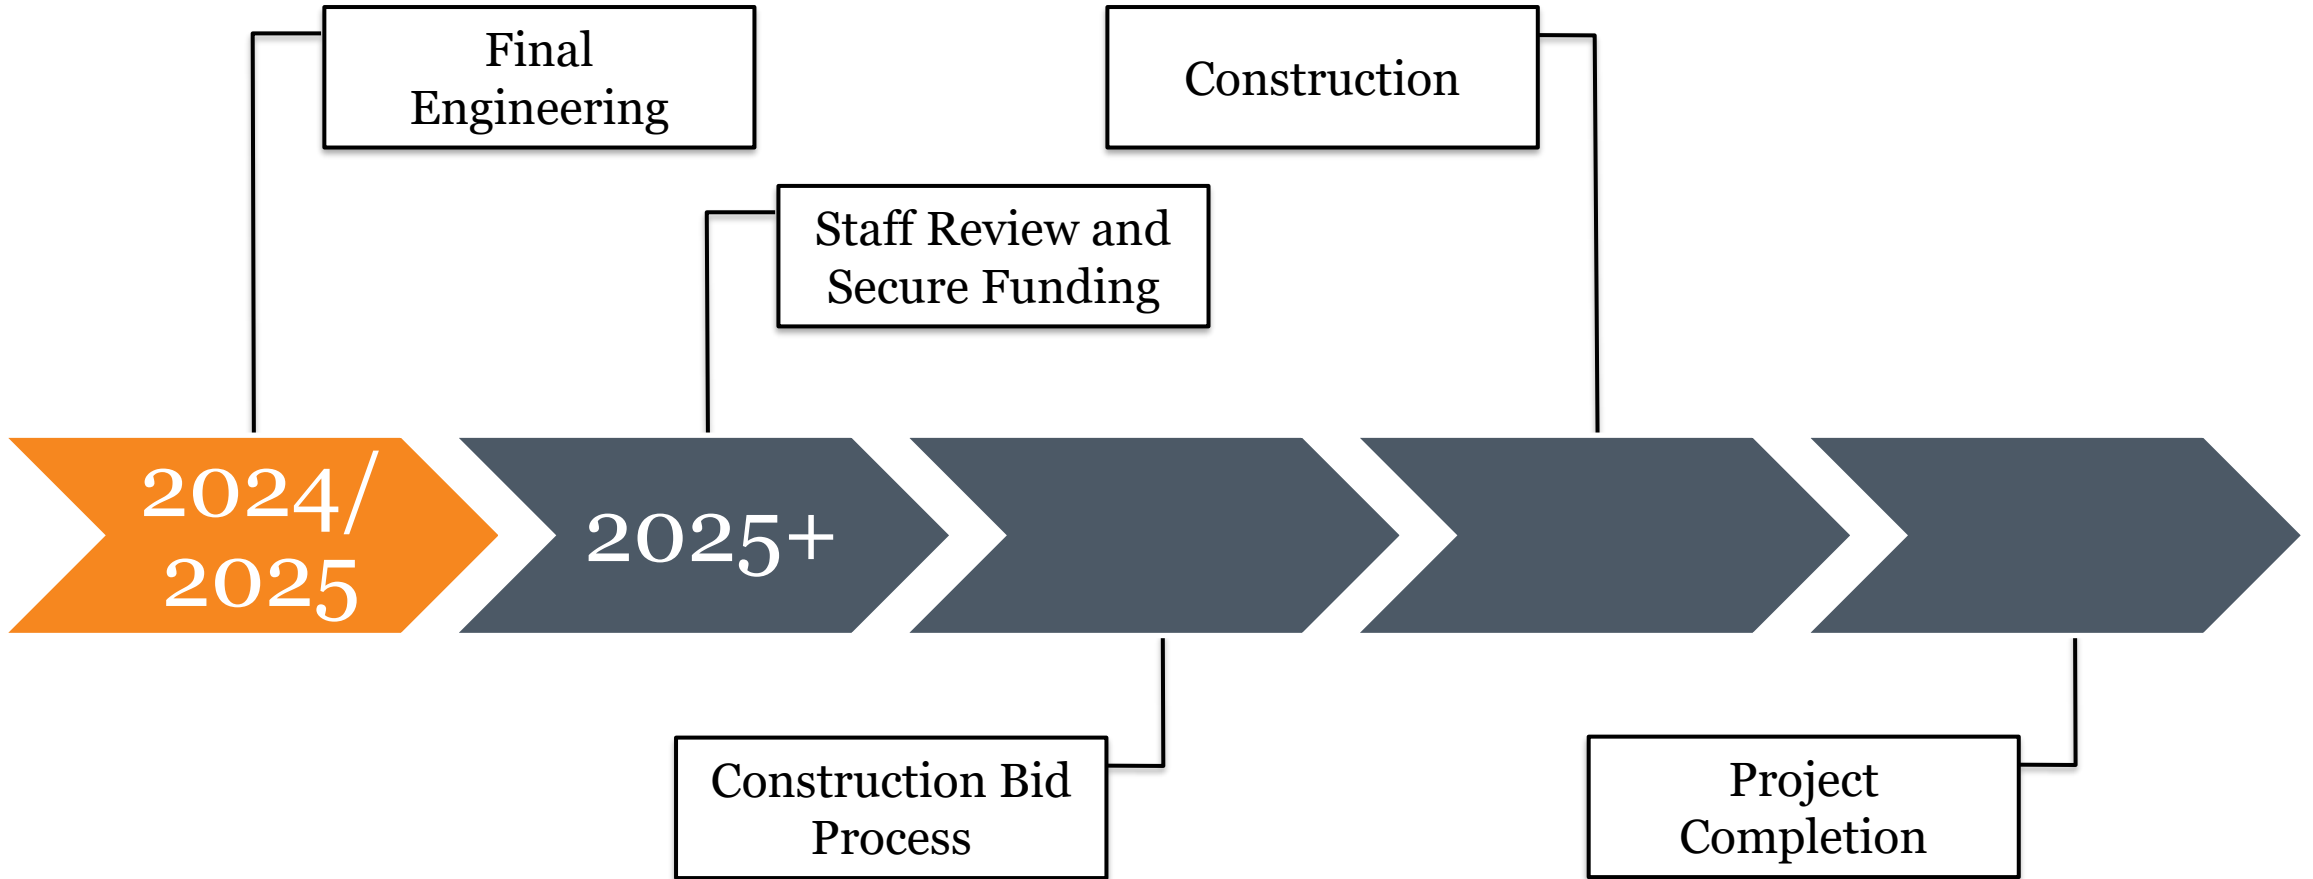 Final
Engineering
Construction
Staff Review and
Secure Funding
2024/
2025
2025+
Construction Bid
Process
Project
Completion